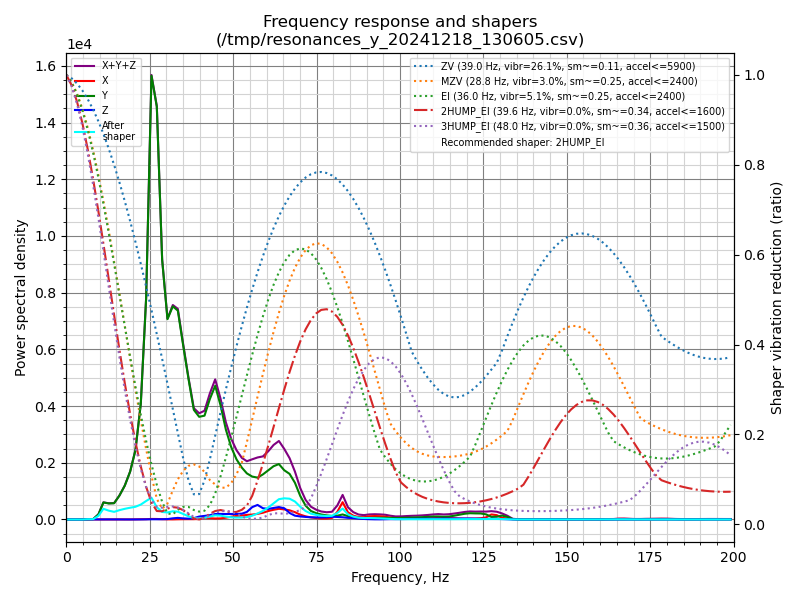 Frequency response and shapers
(/tmp/resonances_y_20241218_130605.csv)
1e4
X+Y+Z
X
Y
Z
After
shaper
ZV (39.0 Hz, vibr=26.1%, sm~=0.11, accel<=5900)
MZV (28.8 Hz, vibr=3.0%, sm~=0.25, accel<=2400)
EI (36.0 Hz, vibr=5.1%, sm~=0.25, accel<=2400)
2HUMP_EI (39.6 Hz, vibr=0.0%, sm~=0.34, accel<=1600)
3HUMP_EI (48.0 Hz, vibr=0.0%, sm~=0.36, accel<=1500)
Recommended shaper: 2HUMP_EI
Power spectral density
1.6
1.4
1.2
1.0
0.8
0.6
0.4
0.2
0.0
1.0
0.8
0.6
0.4
0.2
0.0
Shaper vibration reduction (ratio)
0 25 50 75 100 125 150 175 200
Frequency, Hz